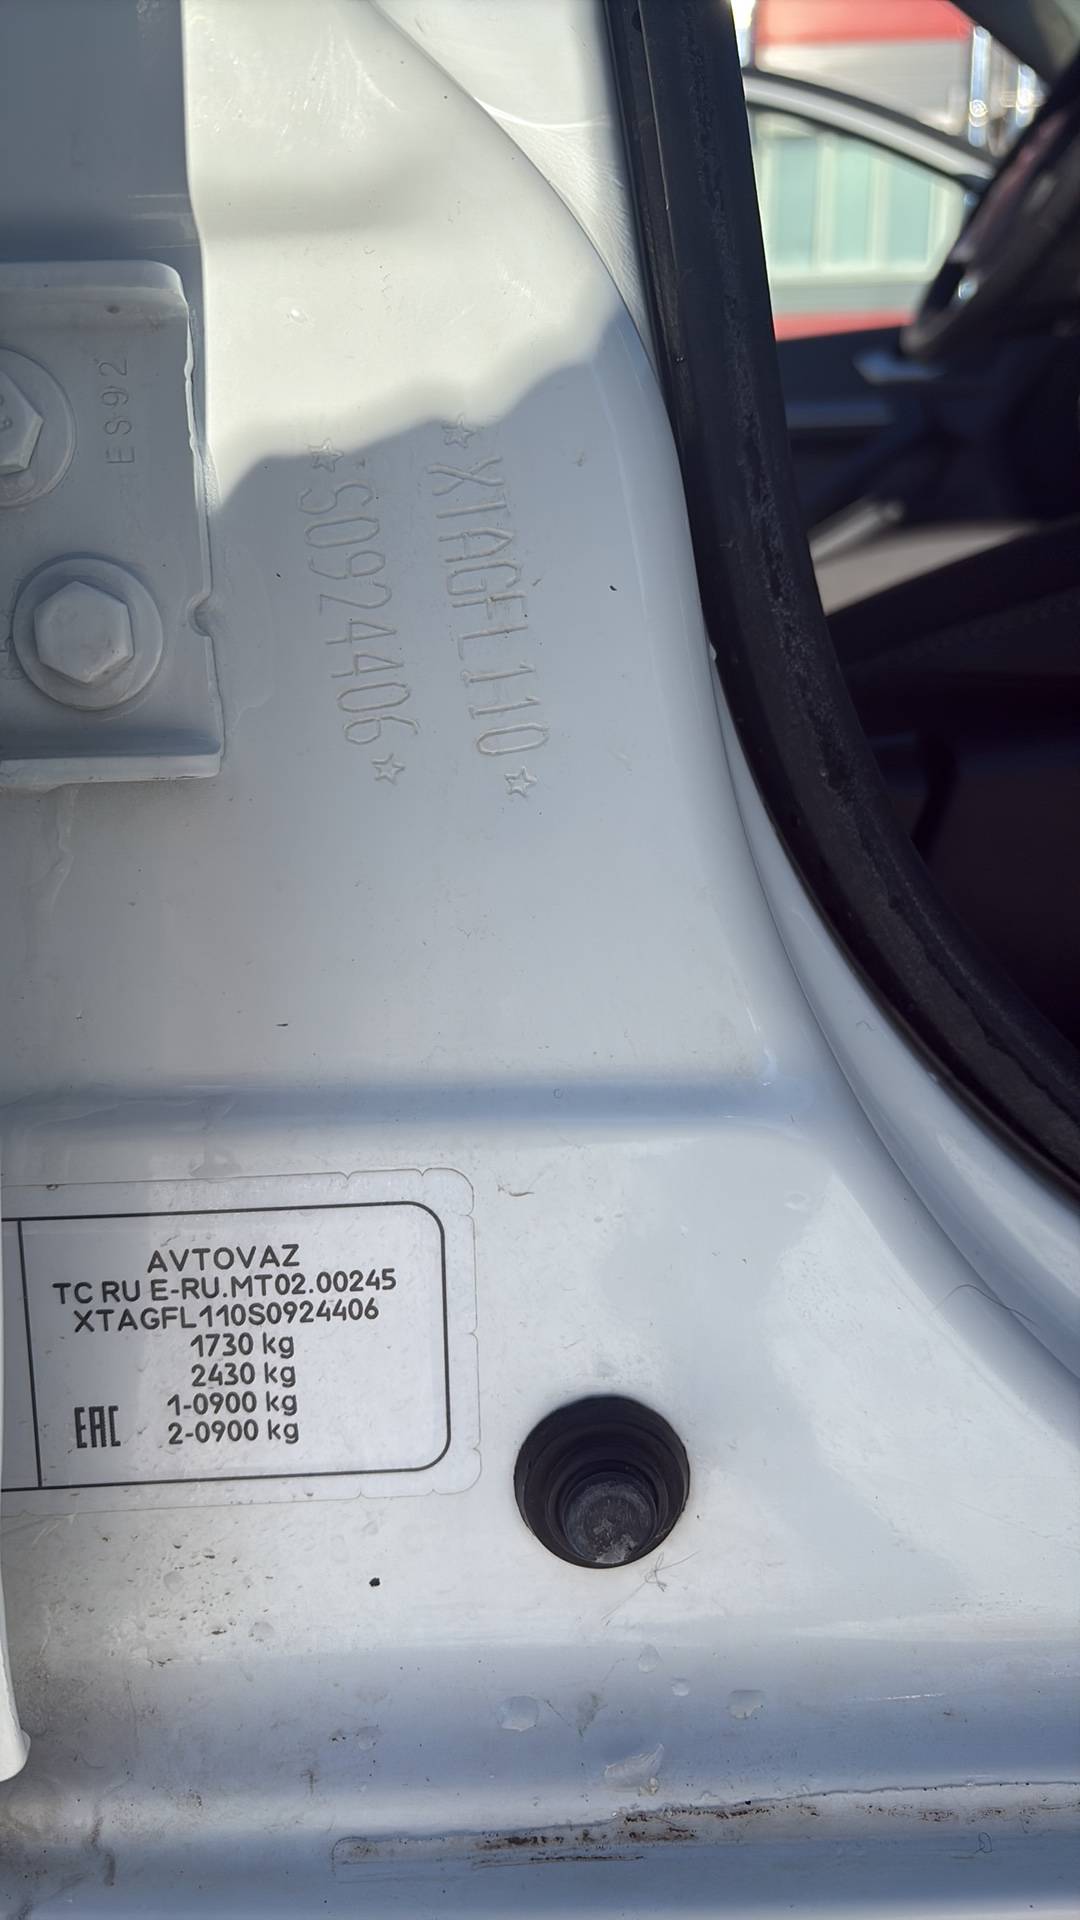 ES92
☆XTAGFL110☆
☆S0924406☆
AVTOVAZ
TC RU E-RU.MT02.00245
XTAGFL110S0924406
1730 kg
2430 kg
1-0900 kg
EAC 2-0900 kg